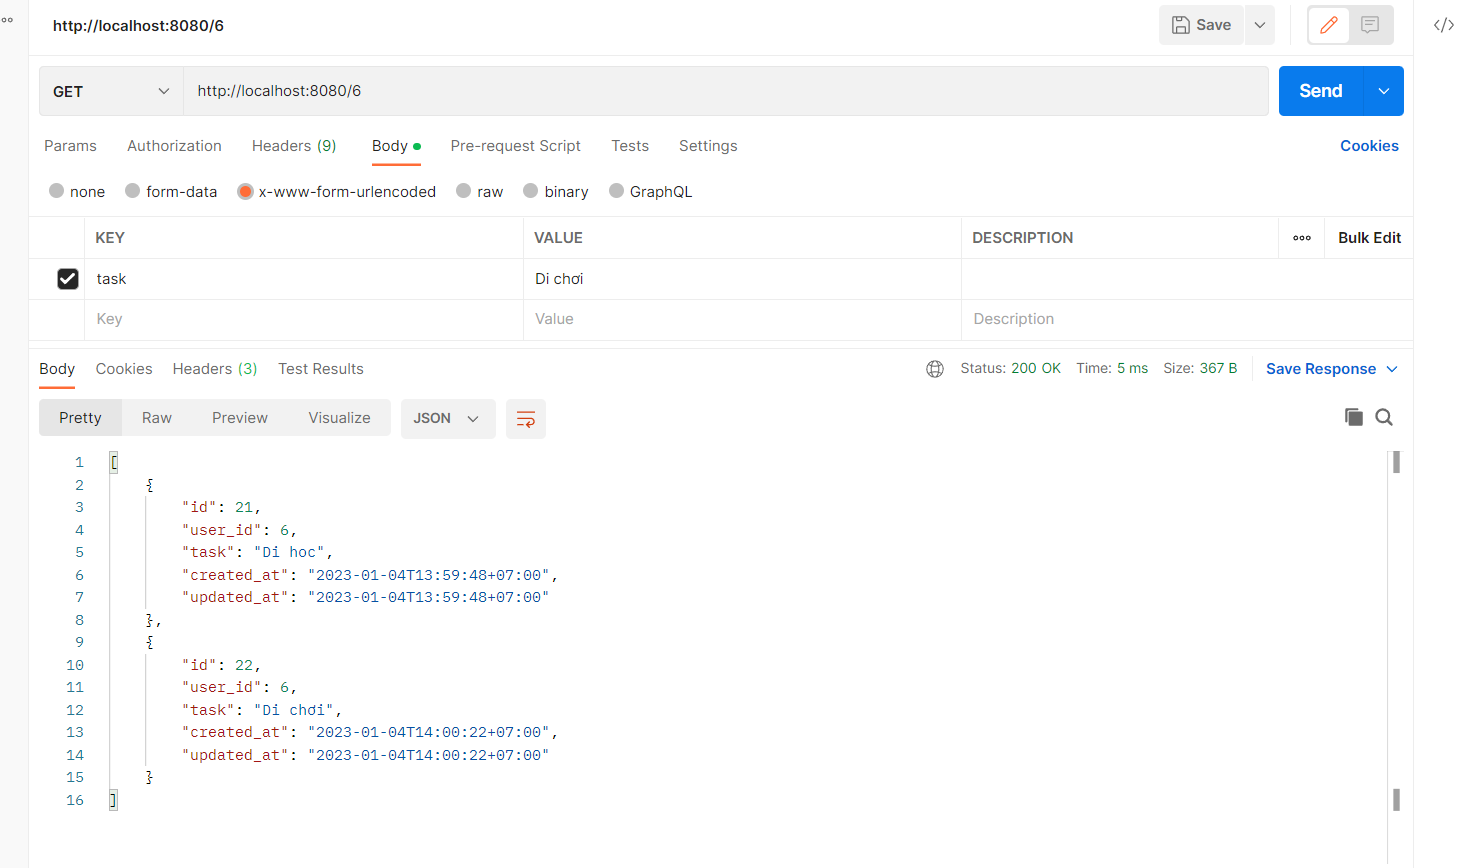 http://localhost:8080/6 Save </>
GET http://localhost:8080/6 Send
Params Authorization Headers (9) Body Pre-request Script Tests Settings Cookies
none form-data x-www-form-urlencoded raw binary GraphQL
KEY VALUE DESCRIPTION ooo Bulk Edit
task Di chơi
Key Value Description
Body Cookies Headers (3) Test Results Status: 200 OK Time: 5 ms Size: 367 B Save Response
Pretty Raw Preview Visualize JSON
1 [
2 {
3 "id": 21,
4 "user_id": 6,
5 "task": "Di hoc",
6 "created_at": "2023-01-04T13:59:48+07:00",
7 "updated_at": "2023-01-04T13:59:48+07:00"
8 },
9 {
10 "id": 22,
11 "user_id": 6,
12 "task": "Di chơi",
13 "created_at": "2023-01-04T14:00:22+07:00",
14 "updated_at": "2023-01-04T14:00:22+07:00"
15 }
16 ]